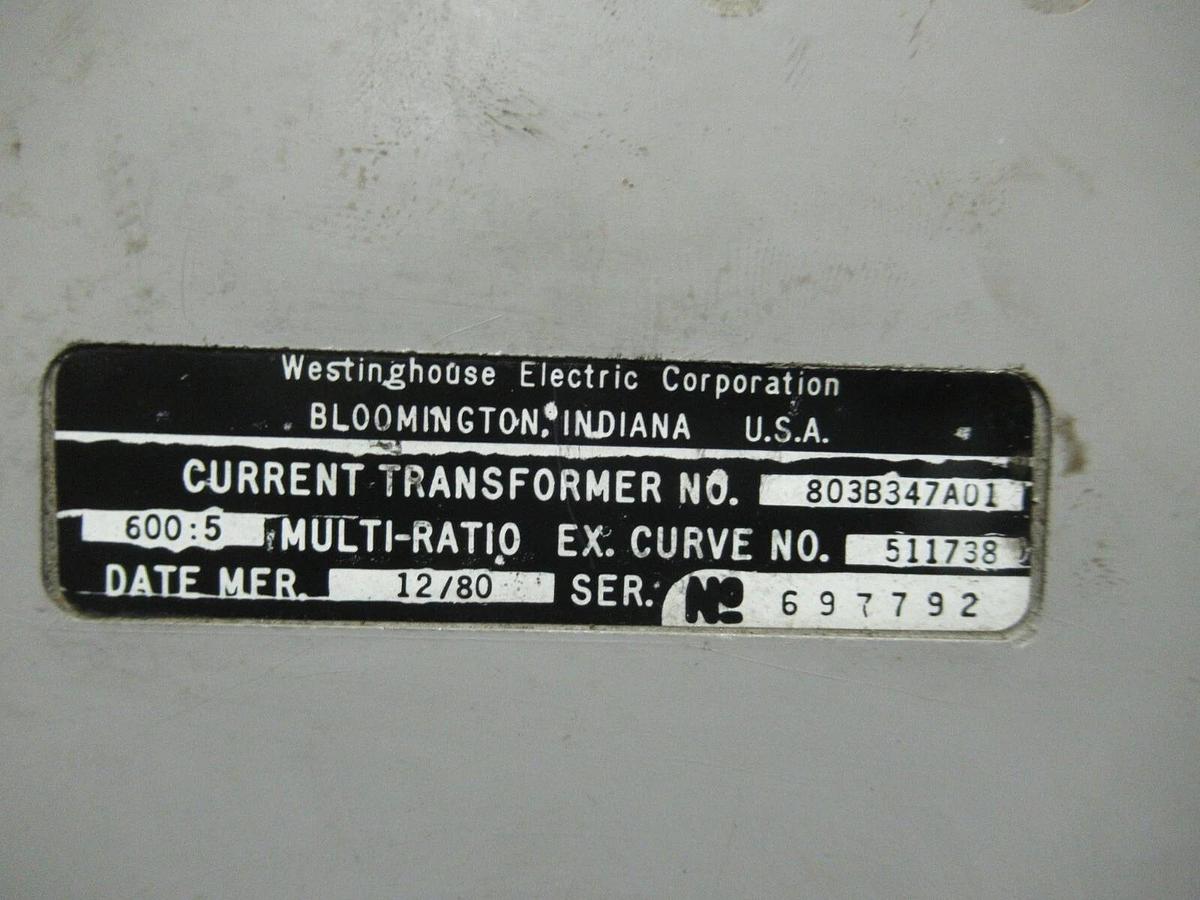 Westinghouse Electric Corporation
BLOOMINGTON, INDIANA U.S.A.
CURRENT TRANSFORMER NO. 803B347A01
600:5 MULTI-RATIO EX. CURVE NO. 511738
DATE MFR. 12/80 SER. No 697792